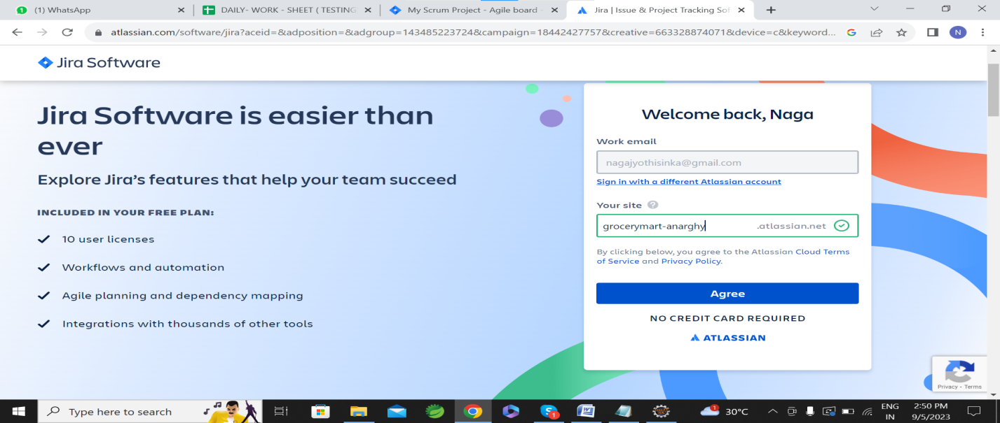 (1) WhatsApp
DAILY- WORK - SHEET ( TESTING
My Scrum Project - Agile board -
Jira | Issue & Project Tracking Sof
atlassian.com/software/jira?aceid=&adposition=&adgroup=143485223724&campaign=18442427757&creative=663328874071&device=c&keyword...
N
Jira Software
Jira Software is easier than
ever
Explore Jira's features that help your team succeed
INCLUDED IN YOUR FREE PLAN:
10 user licenses
Workflows and automation
Agile planning and dependency mapping
Integrations with thousands of other tools
Welcome back, Naga
Work email
nagajyothisinka@gmail.com
Sign in with a different Atlassian account
Your site ?
grocerymart-anarghy .atlassian.net
By clicking below, you agree to the Atlassian Cloud Terms
of Service and Privacy Policy.
Agree
NO CREDIT CARD REQUIRED
ATLASSIAN
Privacy - Terms
Type here to search
30°C
ENG
IN
2:50 PM
9/5/2023